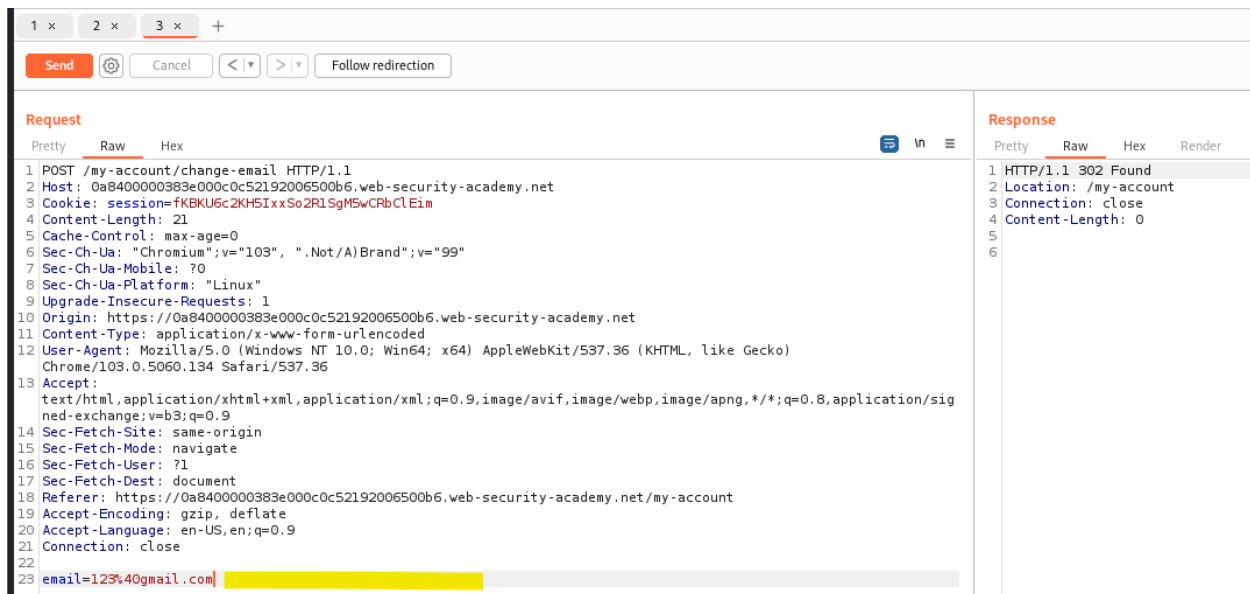 1 × 2 × 3 × +
Send Cancel < > Follow redirection
Request
Pretty Raw Hex \n
1 POST /my-account/change-email HTTP/1.1
2 Host: 0a8400000383e000c0c52192006500b6.web-security-academy.net
3 Cookie: session=fKBKU6c2KH5IxxSo2R1SgM5wCRbClEim
4 Content-Length: 21
5 Cache-Control: max-age=0
6 Sec-Ch-Ua: "Chromium";v="103", ".Not/A)Brand";v="99"
7 Sec-Ch-Ua-Mobile: ?0
8 Sec-Ch-Ua-Platform: "Linux"
9 Upgrade-Insecure-Requests: 1
10 Origin: https://0a8400000383e000c0c52192006500b6.web-security-academy.net
11 Content-Type: application/x-www-form-urlencoded
12 User-Agent: Mozilla/5.0 (Windows NT 10.0; Win64; x64) AppleWebKit/537.36 (KHTML, like Gecko)
Chrome/103.0.5060.134 Safari/537.36
13 Accept:
text/html,application/xhtml+xml,application/xml;q=0.9,image/avif,image/webp,image/apng,*/*;q=0.8,application/sig
ned-exchange;v=b3;q=0.9
14 Sec-Fetch-Site: same-origin
15 Sec-Fetch-Mode: navigate
16 Sec-Fetch-User: ?1
17 Sec-Fetch-Dest: document
18 Referer: https://0a8400000383e000c0c52192006500b6.web-security-academy.net/my-account
19 Accept-Encoding: gzip, deflate
20 Accept-Language: en-US,en;q=0.9
21 Connection: close
22
23 email=123%40gmail.com
Response
Pretty Raw Hex Render
1 HTTP/1.1 302 Found
2 Location: /my-account
3 Connection: close
4 Content-Length: 0
5
6